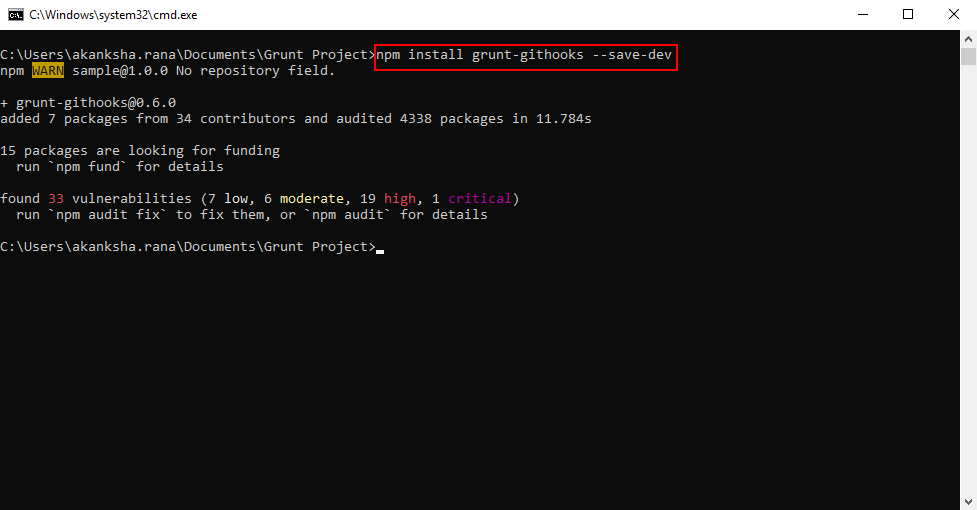 C:\Windows\system32\cmd.exe
C:\Users\akanksha.rana\Documents\Grunt Project>npm install grunt-githooks --save-dev
npm WARN sample@1.0.0 No repository field.
+ grunt-githooks@0.6.0
added 7 packages from 34 contributors and audited 4338 packages in 11.784s
15 packages are looking for funding
  run `npm fund` for details
found 33 vulnerabilities (7 low, 6 moderate, 19 high, 1 critical)
  run `npm audit fix` to fix them, or `npm audit` for details
C:\Users\akanksha.rana\Documents\Grunt Project>